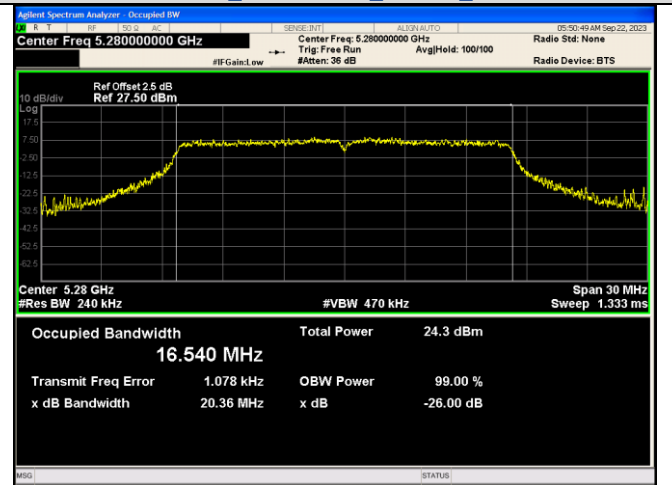 Agilent Spectrum Analyzer - Occupied BW
R T RF 50 Ω AC SENSE:INT ALIGN AUTO 05:50:49 AM Sep 22, 2023
Center Freq 5.280000000 GHz Center Freq: 5.280000000 GHz Radio Std: None
Trig: Free Run Avg|Hold: 100/100
#IFGain:Low #Atten: 36 dB Radio Device: BTS
Ref Offset 2.5 dB
10 dB/div Ref 27.50 dBm
Log
17.5
7.50
-2.50
-12.5
-22.5
-32.5
-42.5
-52.5
-62.5
Center 5.28 GHz Span 30 MHz
#Res BW 240 kHz #VBW 470 kHz Sweep 1.333 ms
Occupied Bandwidth Total Power 24.3 dBm
16.540 MHz
Transmit Freq Error 1.078 kHz OBW Power 99.00 %
x dB Bandwidth 20.36 MHz x dB -26.00 dB
MSG STATUS